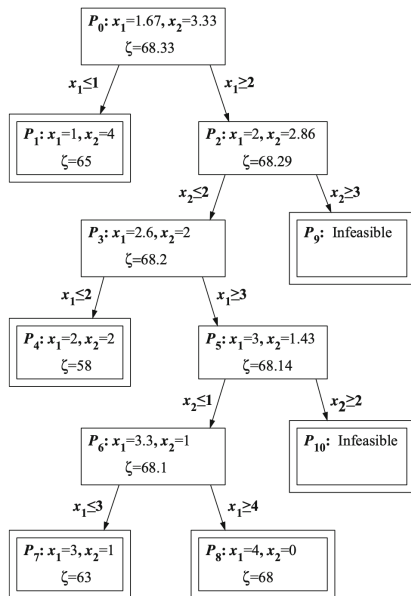 P₀: x₁=1.67, x₂=3.33
ζ=68.33
x₁≤1
x₁≥2
P₁: x₁=1, x₂=4
ζ=65
P₂: x₁=2, x₂=2.86
ζ=68.29
x₂≤2
x₂≥3
P₃: x₁=2.6, x₂=2
ζ=68.2
P₉: Infeasible
x₁≤2
x₁≥3
P₄: x₁=2, x₂=2
ζ=58
P₅: x₁=3, x₂=1.43
ζ=68.14
x₂≤1
x₂≥2
P₆: x₁=3.3, x₂=1
ζ=68.1
P₁₀: Infeasible
x₁≤3
x₁≥4
P₇: x₁=3, x₂=1
ζ=63
P₈: x₁=4, x₂=0
ζ=68